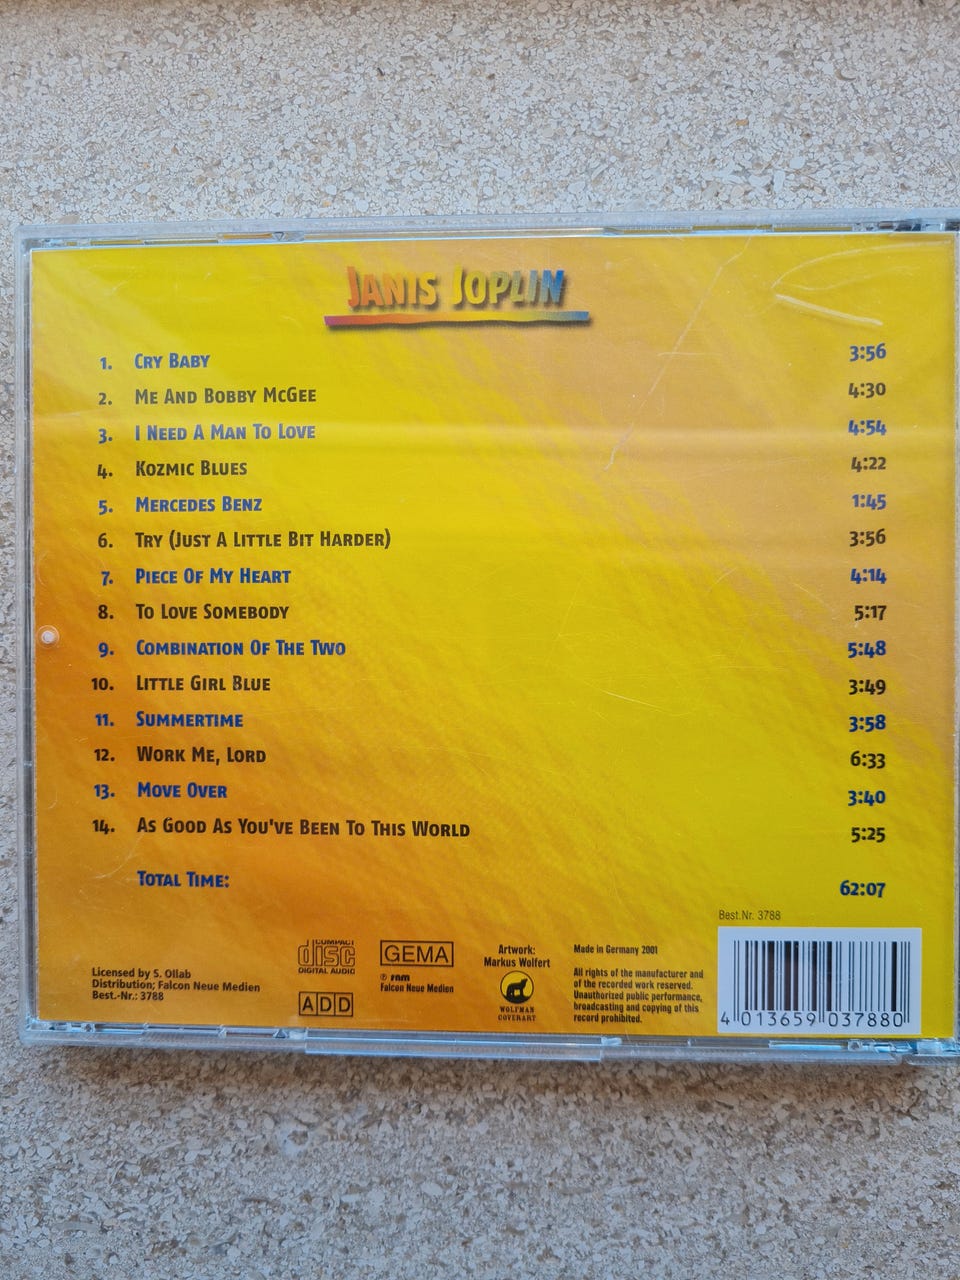 JANIS JOPLIN
1. CRY BABY 3:56
2. ME AND BOBBY MCGEE 4:30
3. I NEED A MAN TO LOVE 4:54
4. KOZMIC BLUES 4:22
5. MERCEDES BENZ 1:45
6. TRY (JUST A LITTLE BIT HARDER) 3:56
7. PIECE OF MY HEART 4:14
8. TO LOVE SOMEBODY 5:17
9. COMBINATION OF THE TWO 5:48
10. LITTLE GIRL BLUE 3:49
11. SUMMERTIME 3:58
12. WORK ME, LORD 6:33
13. MOVE OVER 3:40
14. AS GOOD AS YOU'VE BEEN TO THIS WORLD 5:25
TOTAL TIME: 62:07
Licensed by S. Ollab
Distribution; Falcon Neue Medien
Best.-Nr.: 3788
COMPACT
disc
DIGITAL AUDIO
ADD
GEMA
℗ FNM
Falcon Neue Medien
Artwork:
Markus Wolfert
WOLFMAN
COVERART
Made in Germany 2001
All rights of the manufacturer and
of the recorded work reserved.
Unauthorized public performance,
broadcasting and copying of this
record prohibited.
Best.Nr. 3788
4 013659 037880